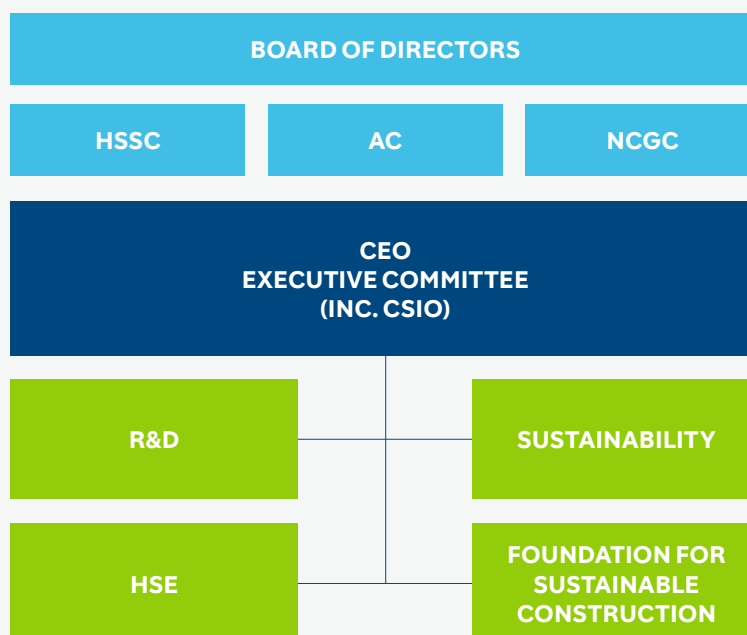 BOARD OF DIRECTORS
HSSC
AC
NCGC
CEO
EXECUTIVE COMMITTEE
(INC. CSIO)
R&D
SUSTAINABILITY
HSE
FOUNDATION FOR
SUSTAINABLE
CONSTRUCTION